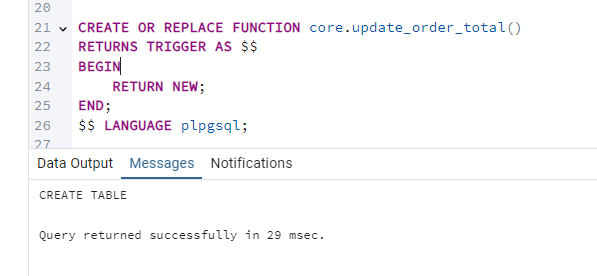 20
21 CREATE OR REPLACE FUNCTION core.update_order_total()
22 RETURNS TRIGGER AS $$
23 BEGIN
24     RETURN NEW;
25 END;
26 $$ LANGUAGE plpgsql;
27
Data Output Messages Notifications
CREATE TABLE
Query returned successfully in 29 msec.